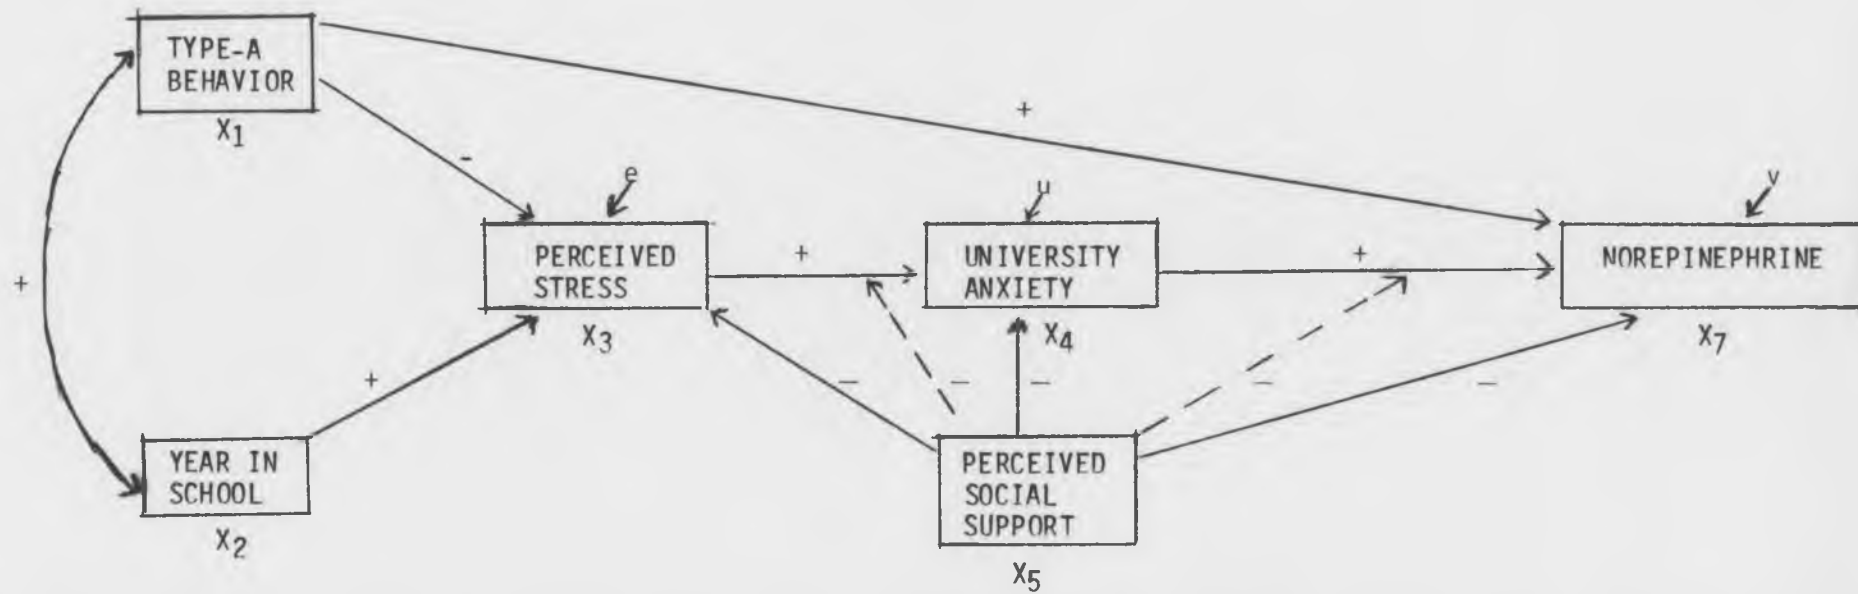 TYPE-A
BEHAVIOR
X1
+
-
+
e
u
v
PERCEIVED
STRESS
X3
+
UNIVERSITY
ANXIETY
X4
+
NOREPINEPHRINE
X7
+
+
—
—
—
—
—
YEAR IN
SCHOOL
X2
PERCEIVED
SOCIAL
SUPPORT
X5